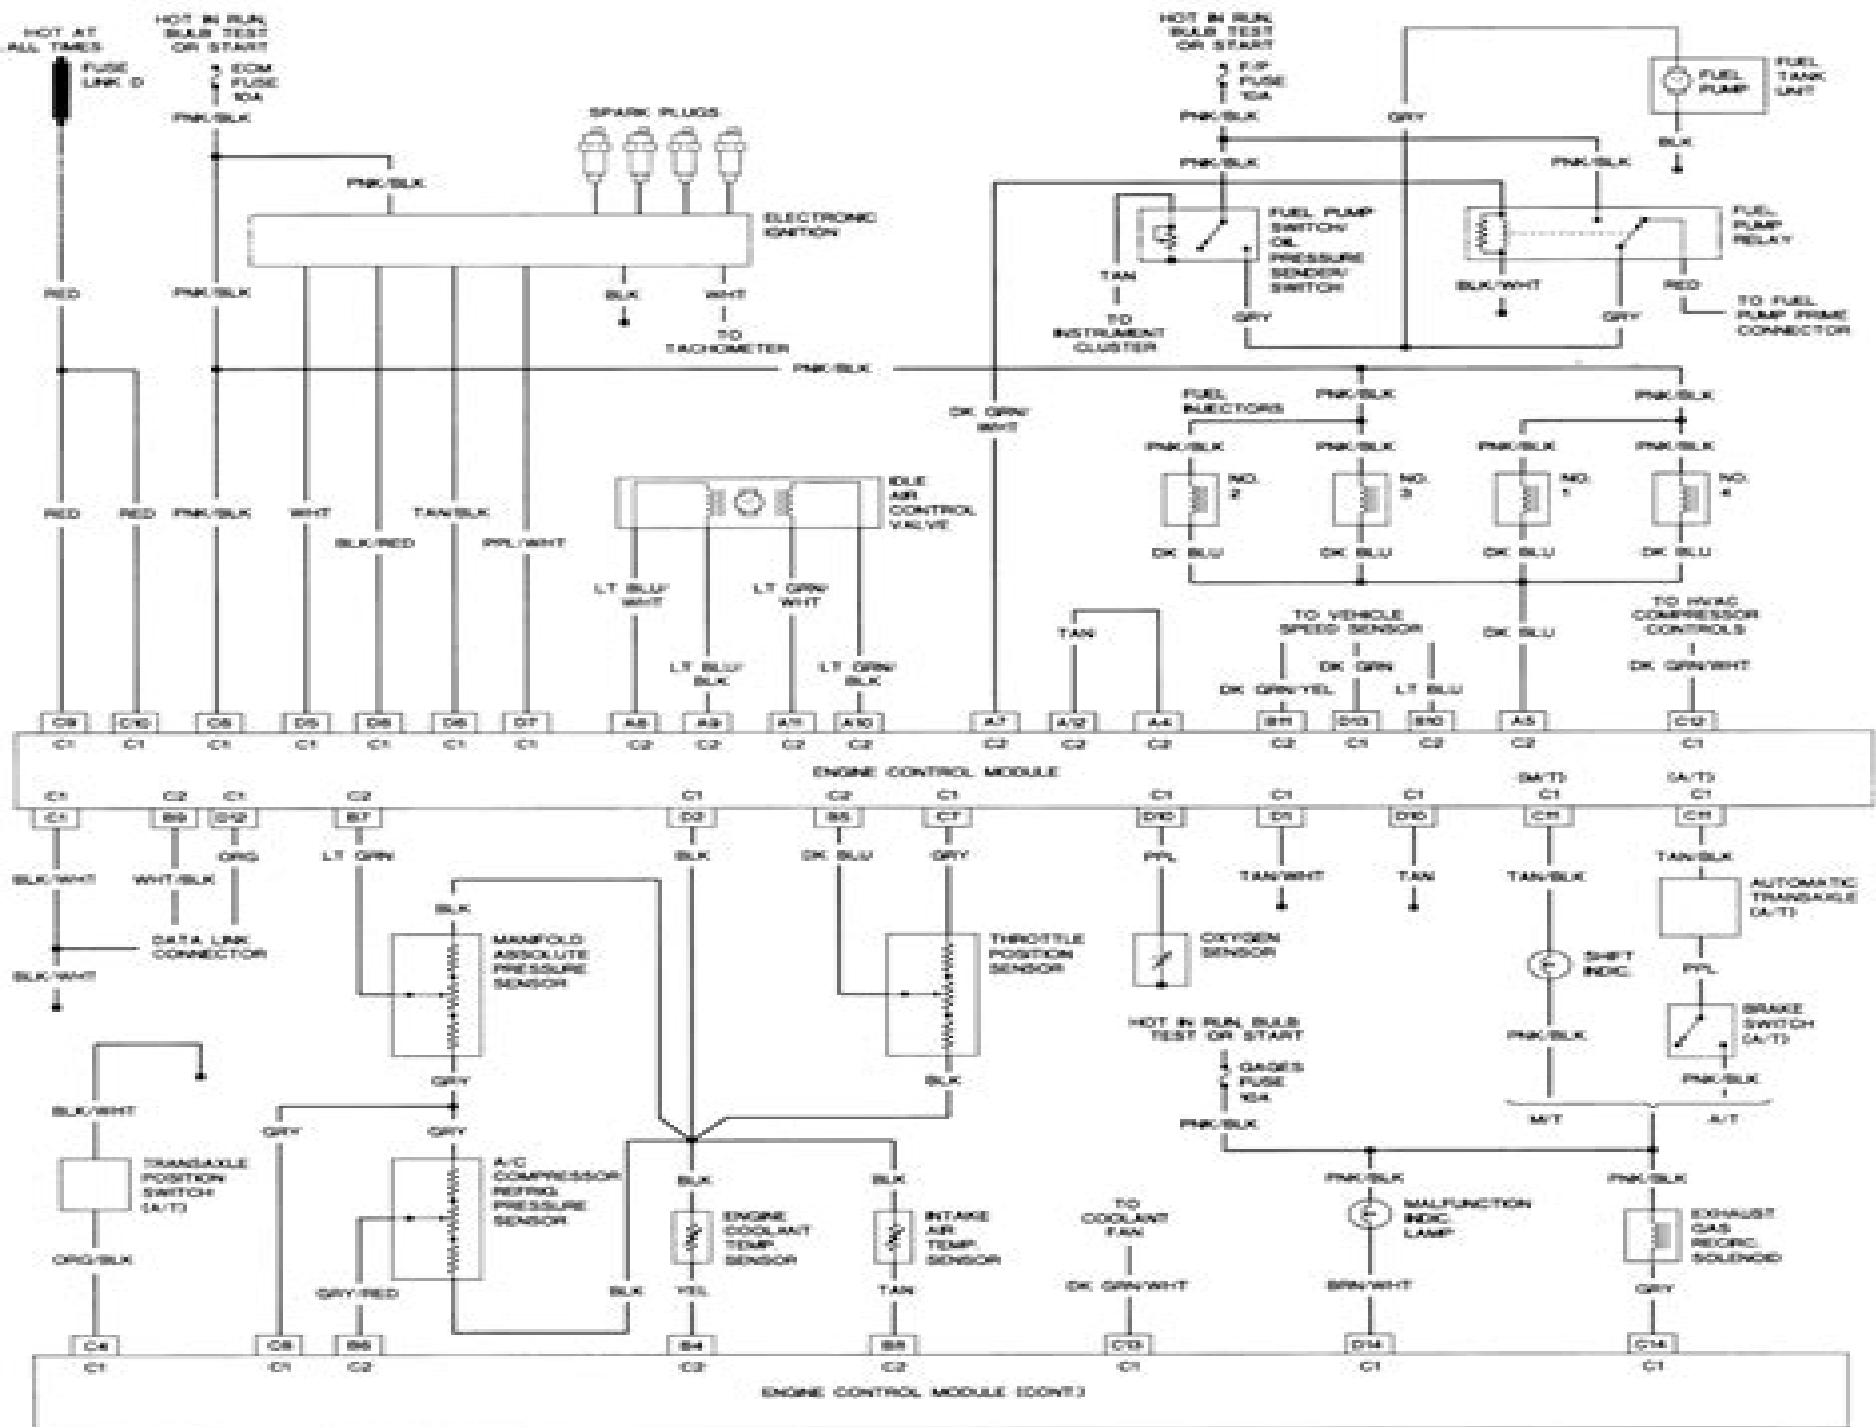 HOT AT
ALL TIMES
FUSE
LINK D
HOT IN RUN,
BULB TEST
OR START
ECM
FUSE
10A
PNK/BLK
PNK/BLK
SPARK PLUGS
ELECTRONIC
IGNITION
HOT IN RUN,
BULB TEST
OR START
F/P
FUSE
10A
PNK/BLK
GRY
FUEL
PUMP
FUEL
TANK
UNIT
BLK
PNK/BLK
PNK/BLK
FUEL PUMP
SWITCH/
OIL
PRESSURE
SENDER/
SWITCH
FUEL
PUMP
RELAY
RED
PNK/BLK
BLK
WHT
TO
TACHOMETER
TAN
TO
INSTRUMENT
CLUSTER
GRY
BLK/WHT
GRY
RED
TO FUEL
PUMP PRIME
CONNECTOR
PNK/BLK
DK GRN/
WHT
FUEL
INJECTORS
PNK/BLK
PNK/BLK
PNK/BLK
PNK/BLK
PNK/BLK
PNK/BLK
NO.
2
NO.
3
NO.
1
NO.
4
RED
RED
PNK/BLK
WHT
BLK/RED
TAN/BLK
PPL/WHT
IDLE
AIR
CONTROL
VALVE
DK BLU
DK BLU
DK BLU
DK BLU
LT BLU/
WHT
LT BLU/
BLK
LT GRN/
WHT
LT GRN/
BLK
TAN
TO VEHICLE
SPEED SENSOR
DK GRN/YEL
DK GRN
LT BLU
DK BLU
TO HVAC
COMPRESSOR
CONTROLS
DK GRN/WHT
C10
D5
D7
A8
A9
A11
A10
A7
A12
A4
B11
D13
B10
A5
C12
C1 C1 C1 C1 C1 C1 C1 C2 C2 C2 C2 C2 C2 C2 C2 C1 C2 C2 C1
ENGINE CONTROL MODULE
(M/T) (A/T)
C1 C2 C1 C2 C1 C2 C1 C1 C1 C1 C1 C1
C1 B9 D12 B7 D2 B5 C7 D10 D1 D10 C11 C11
BLK/WHT
WHT/BLK
ORG
LT GRN
BLK
DK BLU
GRY
PPL
TAN/WHT
TAN
TAN/BLK
TAN/BLK
DATA LINK
CONNECTOR
BLK/WHT
BLK
MANIFOLD
ABSOLUTE
PRESSURE
SENSOR
THROTTLE
POSITION
SENSOR
OXYGEN
SENSOR
AUTOMATIC
TRANSAXLE
(A/T)
SHIFT
INDIC.
PPL
BRAKE
SWITCH
(A/T)
HOT IN RUN, BULB
TEST OR START
GAGES
FUSE
10A
PNK/BLK
PNK/BLK
PNK/BLK
M/T
A/T
BLK/WHT
GRY
GRY
GRY
BLK
TRANSAXLE
POSITION
SWITCH
(A/T)
A/C
COMPRESSOR
REFRIG.
PRESSURE
SENSOR
BLK
BLK
ENGINE
COOLANT
TEMP.
SENSOR
INTAKE
AIR
TEMP.
SENSOR
TO
COOLANT
FAN
PNK/BLK
MALFUNCTION
INDIC.
LAMP
PNK/BLK
EXHAUST
GAS
RECIRC.
SOLENOID
ORG/BLK
GRY/RED
BLK
YEL
TAN
DK GRN/WHT
BRN/WHT
GRY
C4
B4
C13
D14
C14
C1 C1 C2 C2 C2 C1 C1 C1
ENGINE CONTROL MODULE (CONT.)